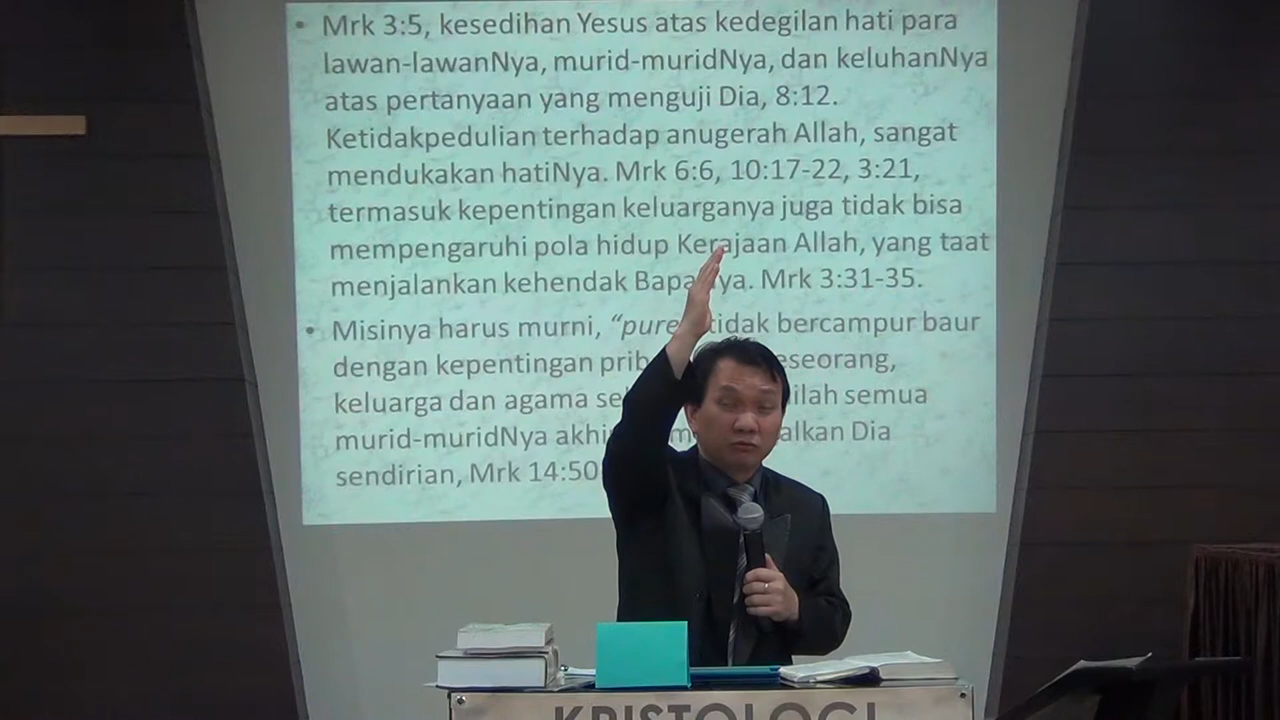 • Mrk 3:5, kesedihan Yesus atas kedegilan hati para
lawan-lawanNya, murid-muridNya, dan keluhanNya
atas pertanyaan yang menguji Dia, 8:12.
Ketidakpedulian terhadap anugerah Allah, sangat
mendukakan hatiNya. Mrk 6:6, 10:17-22, 3:21,
termasuk kepentingan keluarganya juga tidak bisa
mempengaruhi pola hidup Kerajaan Allah, yang taat
menjalankan kehendak Bapa ya. Mrk 3:31-35.
• Misinya harus murni, “pure tidak bercampur baur
dengan kepentingan prib eseorang,
keluarga dan agama se ilah semua
murid-muridNya akhi m alkan Dia
sendirian, Mrk 14:50
KRISTOLOGI